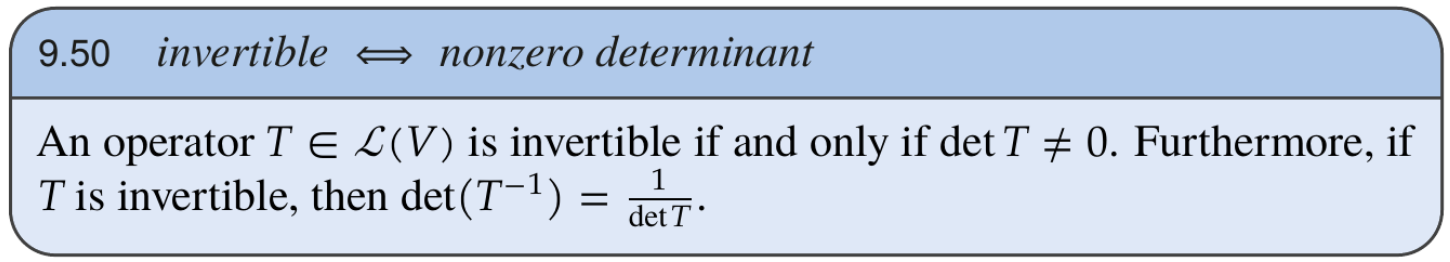 9.50 invertible ⟺ nonzero determinant
An operator T ∈ ℒ(V) is invertible if and only if det T ≠ 0. Furthermore, if
T is invertible, then det(T⁻¹) = 1/det T.